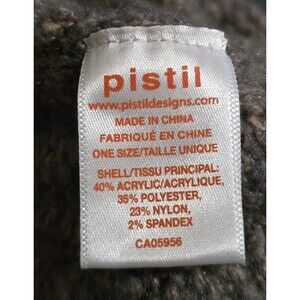 pistil
www.pistildesigns.com
MADE IN CHINA
FABRIQUÉ EN CHINE
ONE SIZE/TAILLE UNIQUE
SHELL/TISSU PRINCIPAL:
40% ACRYLIC/ACRYLIQUE,
35% POLYESTER,
23% NYLON,
2% SPANDEX
CA05956